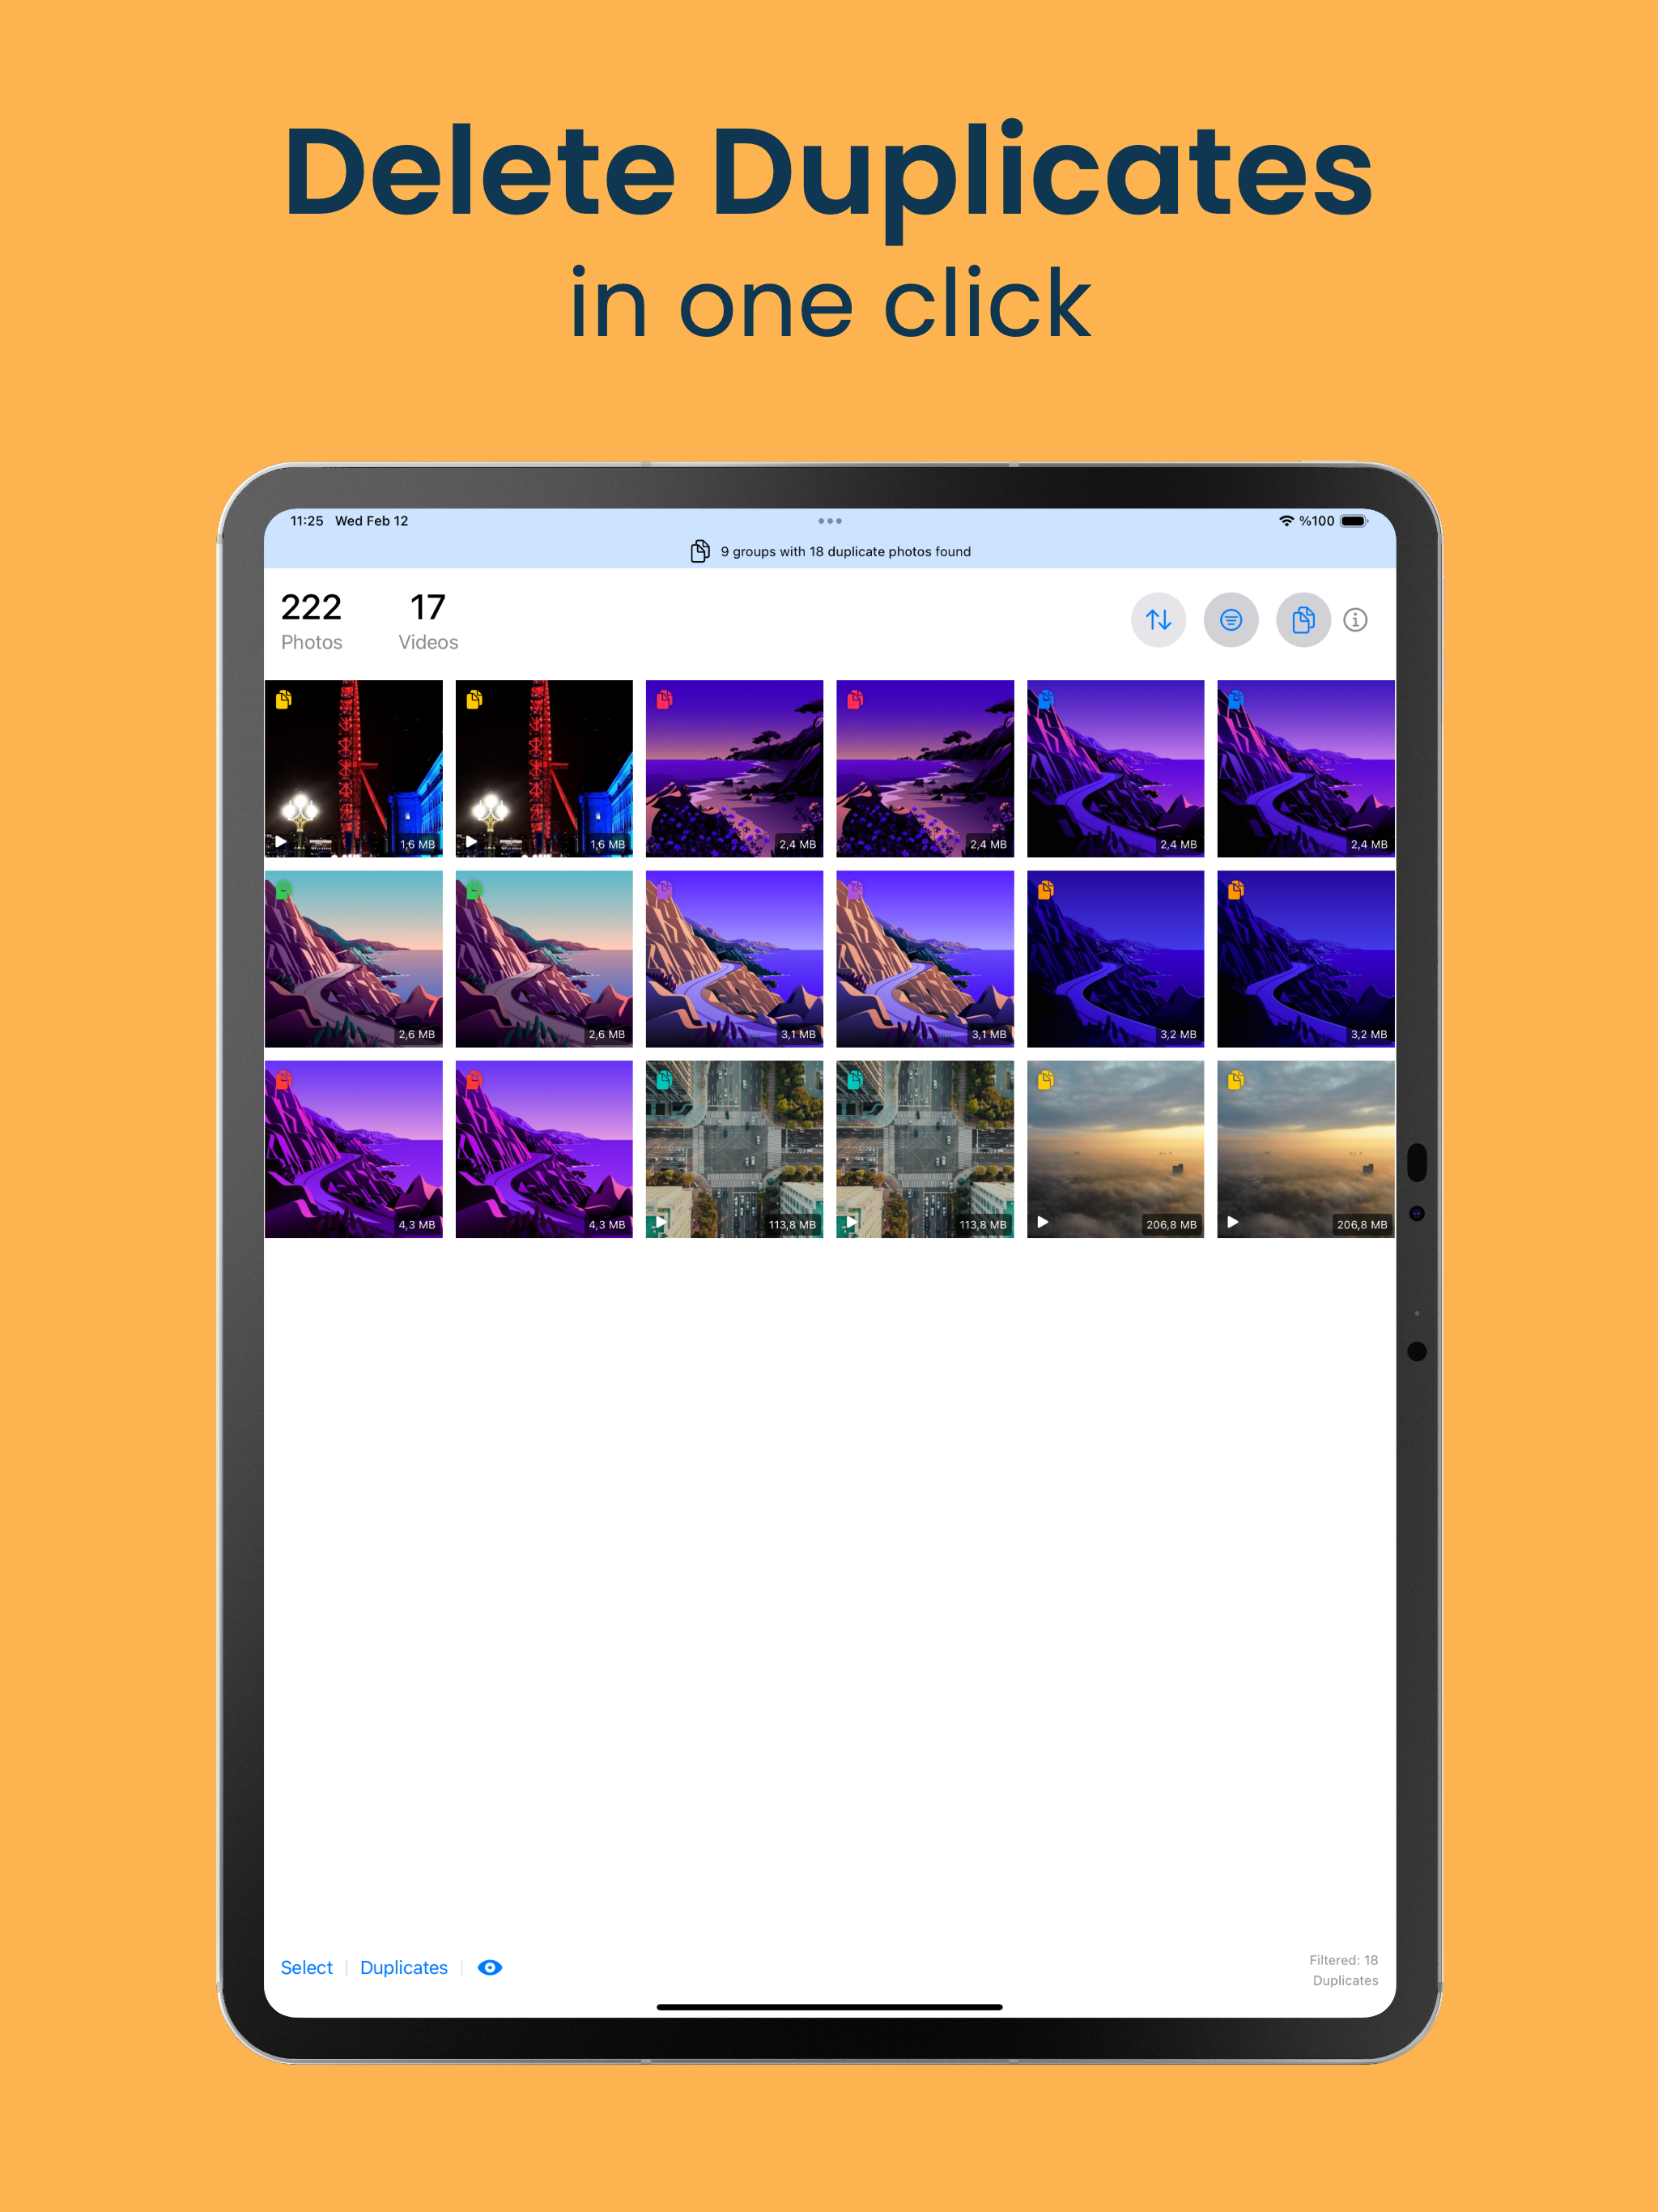 Delete Duplicates
in one click
11:25 Wed Feb 12
%100
9 groups with 18 duplicate photos found
222 17
Photos Videos
1,6 MB 1,6 MB 2,4 MB 2,4 MB 2,4 MB 2,4 MB
2,6 MB 2,6 MB 3,1 MB 3,1 MB 3,2 MB 3,2 MB
4,3 MB 4,3 MB 113,8 MB 113,8 MB 206,8 MB 206,8 MB
Select Duplicates
Filtered: 18
Duplicates